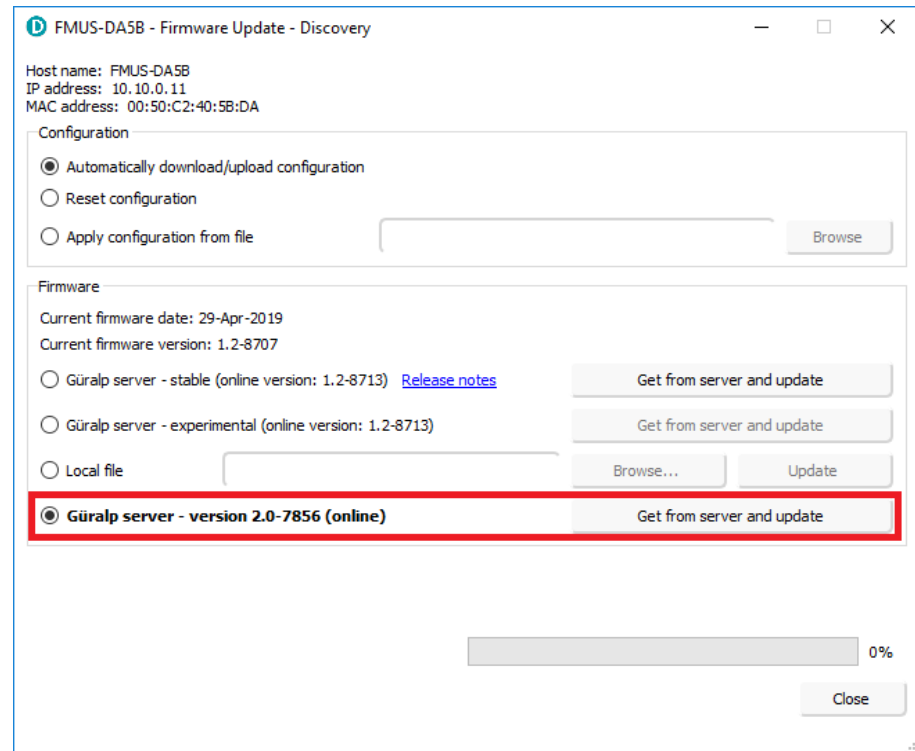 FMUS-DA5B - Firmware Update - Discovery
Host name: FMUS-DA5B
IP address: 10.10.0.11
MAC address: 00:50:C2:40:5B:DA
Configuration
Automatically download/upload configuration
Reset configuration
Apply configuration from file Browse
Firmware
Current firmware date: 29-Apr-2019
Current firmware version: 1.2-8707
Güralp server - stable (online version: 1.2-8713) Release notes Get from server and update
Güralp server - experimental (online version: 1.2-8713) Get from server and update
Local file Browse... Update
Güralp server - version 2.0-7856 (online) Get from server and update
0%
Close